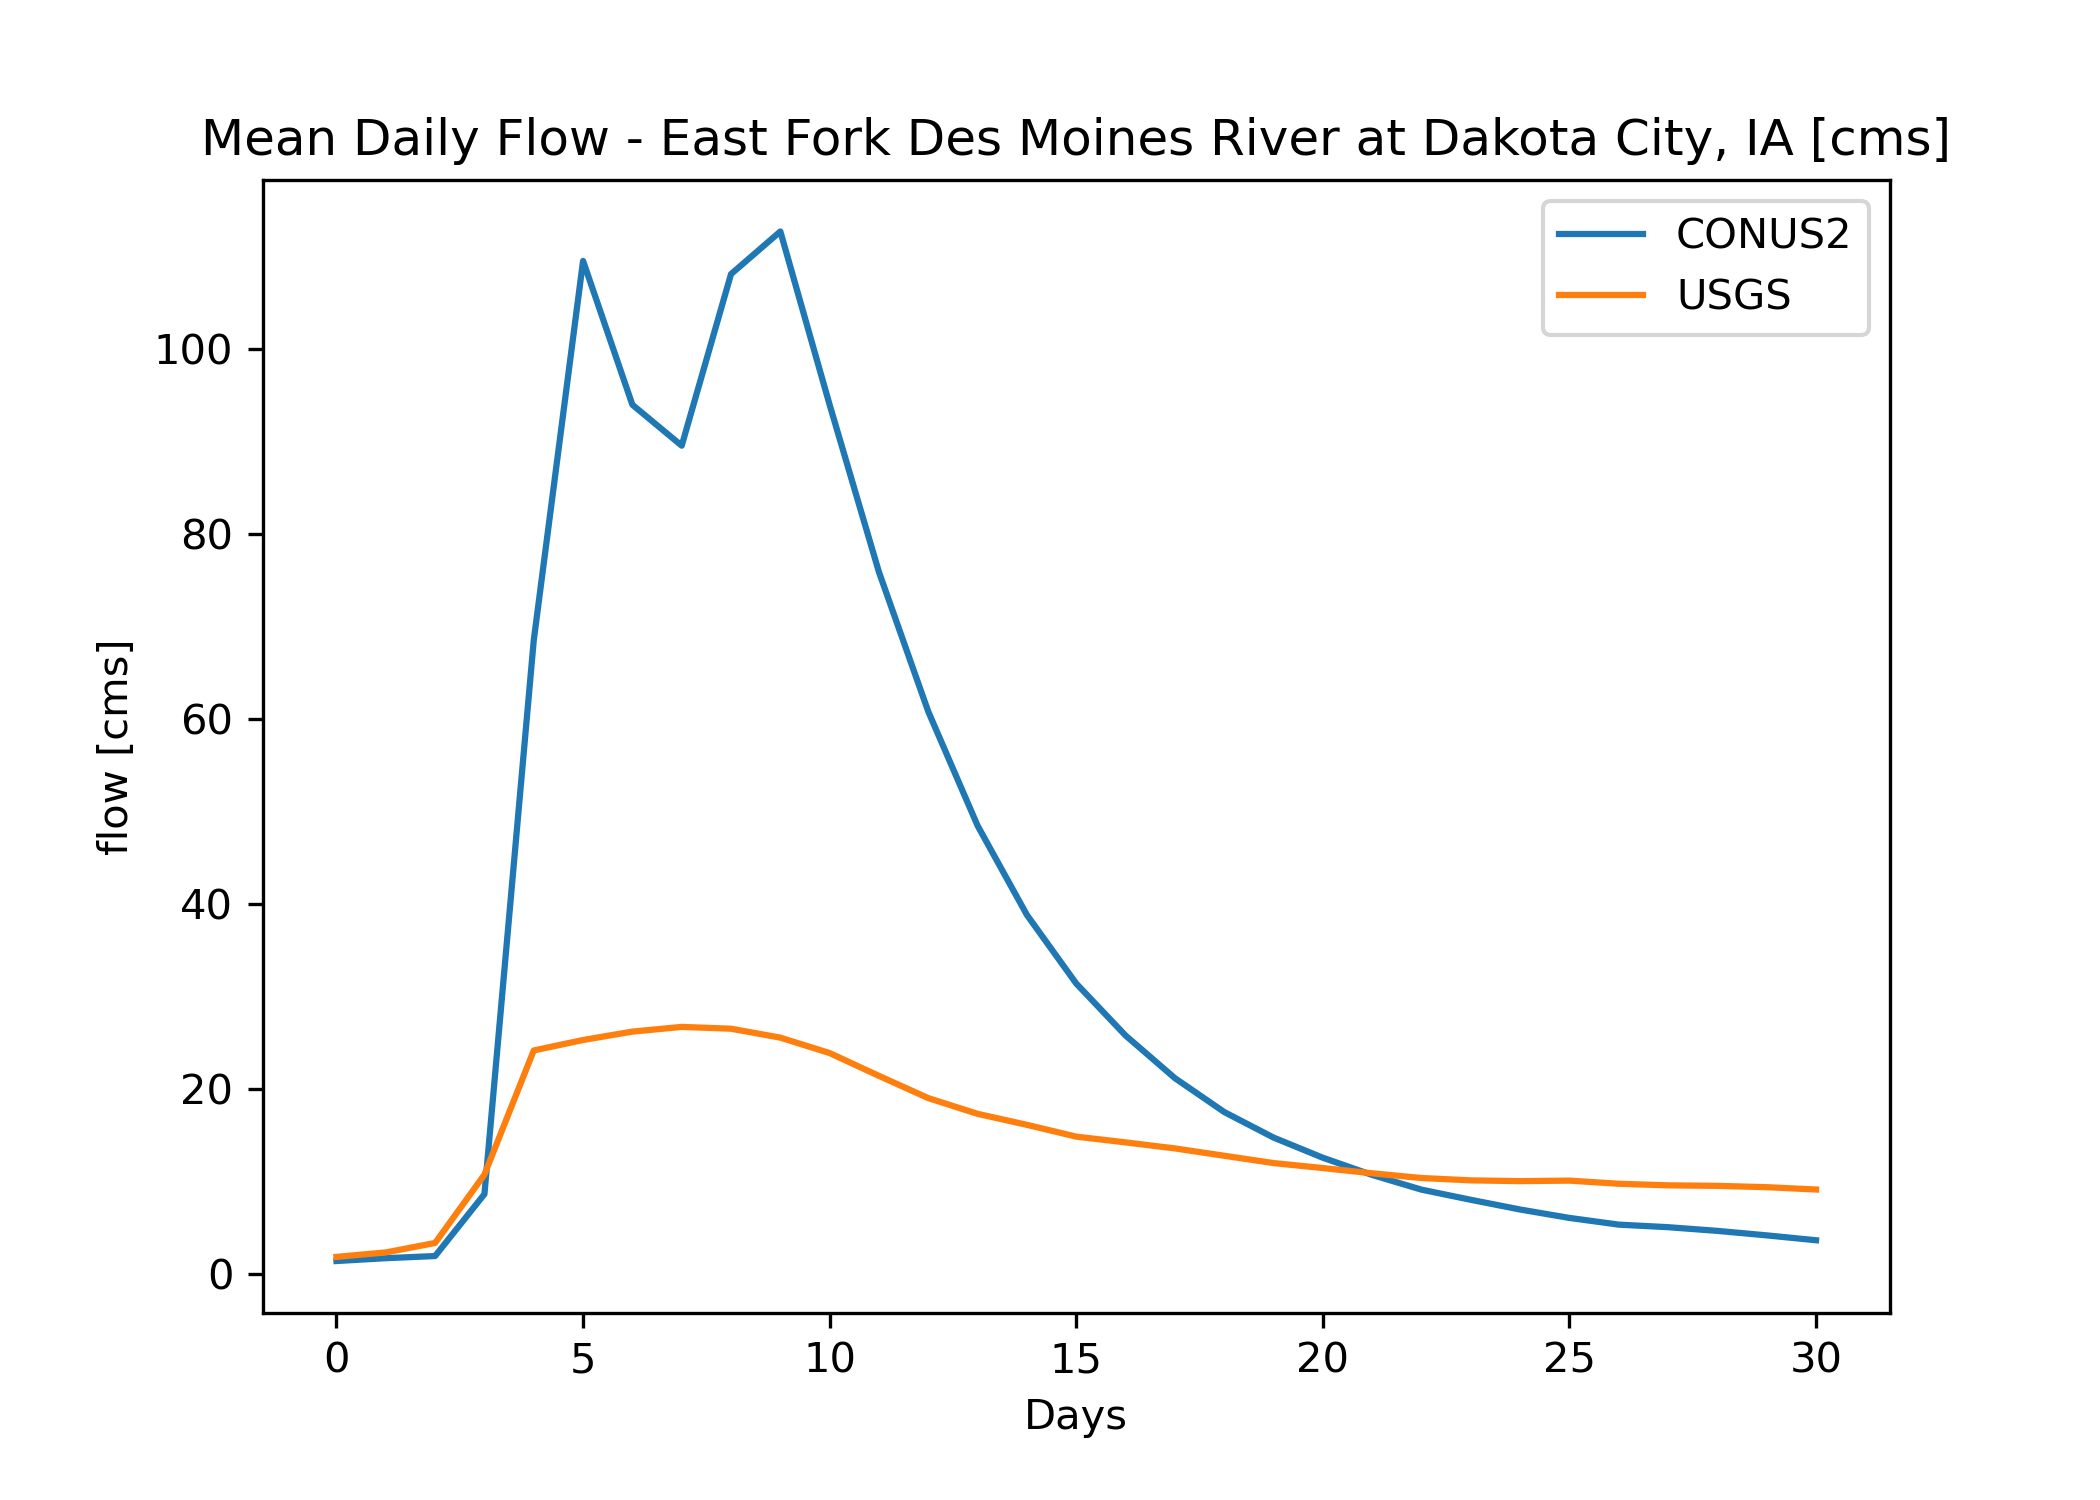 Mean Daily Flow - East Fork Des Moines River at Dakota City, IA [cms]
CONUS2
USGS
100
80
60
40
20
0
flow [cms]
0 5 10 15 20 25 30
Days